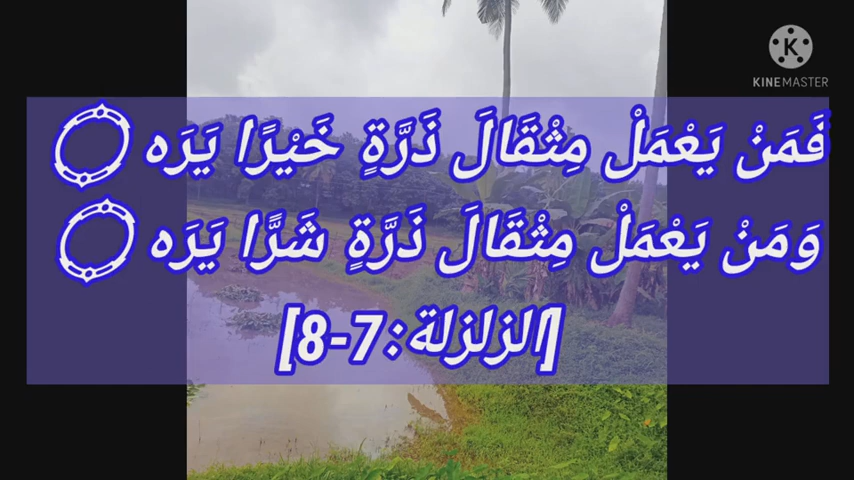 KINEMASTER
فَمَنْ يَعْمَلْ مِثْقَالَ ذَرَّةٍ خَيْرًا يَرَه ۝
وَمَنْ يَعْمَلْ مِثْقَالَ ذَرَّةٍ شَرًّا يَرَه ۝
[الزلزلة:7-8]